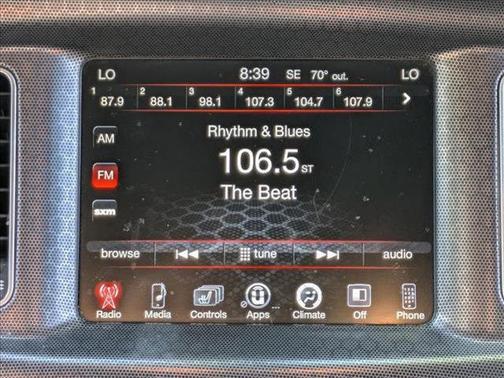 LO 8:39 SE 70° out. LO
1 87.9 2 88.1 3 98.1 4 107.3 5 104.7 6 107.9
AM
Rhythm & Blues
FM
106.5 ST
The Beat
sxm
browse tune audio
Radio Media Controls Apps Climate Off Phone